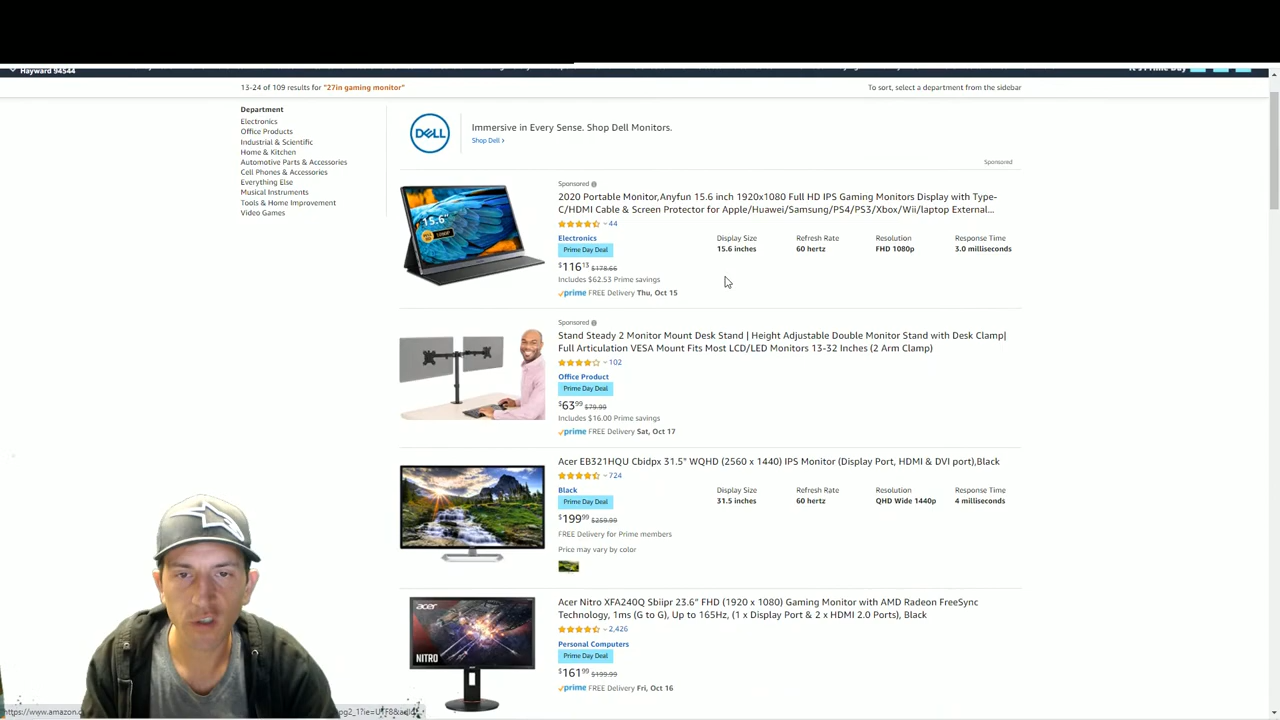 Hayward 94544
13-24 of 109 results for "27in gaming monitor"
To sort, select a department from the sidebar
Department
Electronics
Office Products
Industrial & Scientific
Home & Kitchen
Automotive Parts & Accessories
Cell Phones & Accessories
Everything Else
Musical Instruments
Tools & Home Improvement
Video Games
DELL
Immersive in Every Sense. Shop Dell Monitors.
Shop Dell ›
Sponsored
15.6"
Sponsored
2020 Portable Monitor,Anyfun 15.6 inch 1920x1080 Full HD IPS Gaming Monitors Display with Type-
C/HDMI Cable & Screen Protector for Apple/Huawei/Samsung/PS4/PS3/Xbox/Wii/laptop External...
44
Electronics
Prime Day Deal
$116.13 $178.66
Includes $62.53 Prime savings
prime FREE Delivery Thu, Oct 15
Display Size Refresh Rate Resolution Response Time
15.6 inches 60 hertz FHD 1080p 3.0 milliseconds
Sponsored
Stand Steady 2 Monitor Mount Desk Stand | Height Adjustable Double Monitor Stand with Desk Clamp|
Full Articulation VESA Mount Fits Most LCD/LED Monitors 13-32 Inches (2 Arm Clamp)
102
Office Product
Prime Day Deal
$63.99 $79.99
Includes $16.00 Prime savings
prime FREE Delivery Sat, Oct 17
Acer EB321HQU Cbidpx 31.5" WQHD (2560 x 1440) IPS Monitor (Display Port, HDMI & DVI port),Black
724
Black
Prime Day Deal
$199.99 $259.99
FREE Delivery for Prime members
Price may vary by color
Display Size Refresh Rate Resolution Response Time
31.5 inches 60 hertz QHD Wide 1440p 4 milliseconds
acer
NITRO
Acer Nitro XFA240Q Sbiipr 23.6" FHD (1920 x 1080) Gaming Monitor with AMD Radeon FreeSync
Technology, 1ms (G to G), Up to 165Hz, (1 x Display Port & 2 x HDMI 2.0 Ports), Black
2,426
Personal Computers
Prime Day Deal
$161.99 $199.99
prime FREE Delivery Fri, Oct 16
https://www.amazon.c